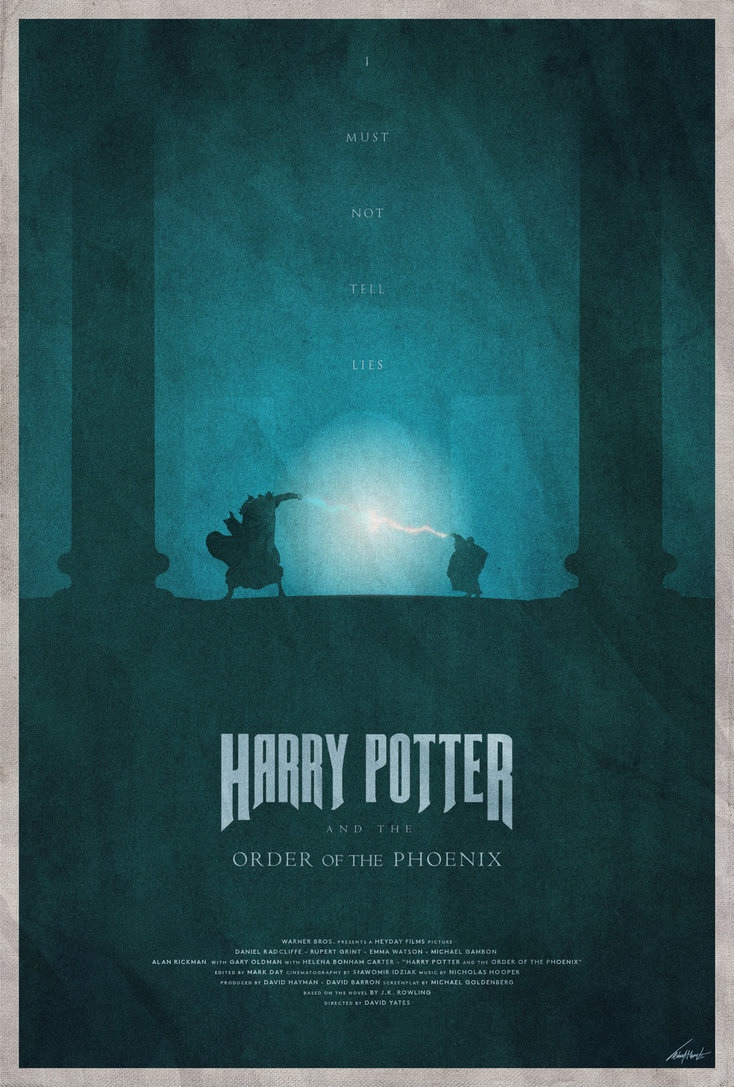 I
MUST
NOT
TELL
LIES
HARRY POTTER
AND THE
ORDER OF THE PHOENIX
WARNER BROS. PRESENTS A HEYDAY FILMS PICTURE
DANIEL RADCLIFFE - RUPERT GRINT - EMMA WATSON - MICHAEL GAMBON
ALAN RICKMAN WITH GARY OLDMAN WITH HELENA BONHAM CARTER - "HARRY POTTER AND THE ORDER OF THE PHOENIX"
EDITED BY MARK DAY CINEMATOGRAPHY BY SŁAWOMIR IDZIAK MUSIC BY NICHOLAS HOOPER
PRODUCED BY DAVID HAYMAN - DAVID BARRON SCREENPLAY BY MICHAEL GOLDENBERG
BASED ON THE NOVEL BY J.K. ROWLING
DIRECTED BY DAVID YATES